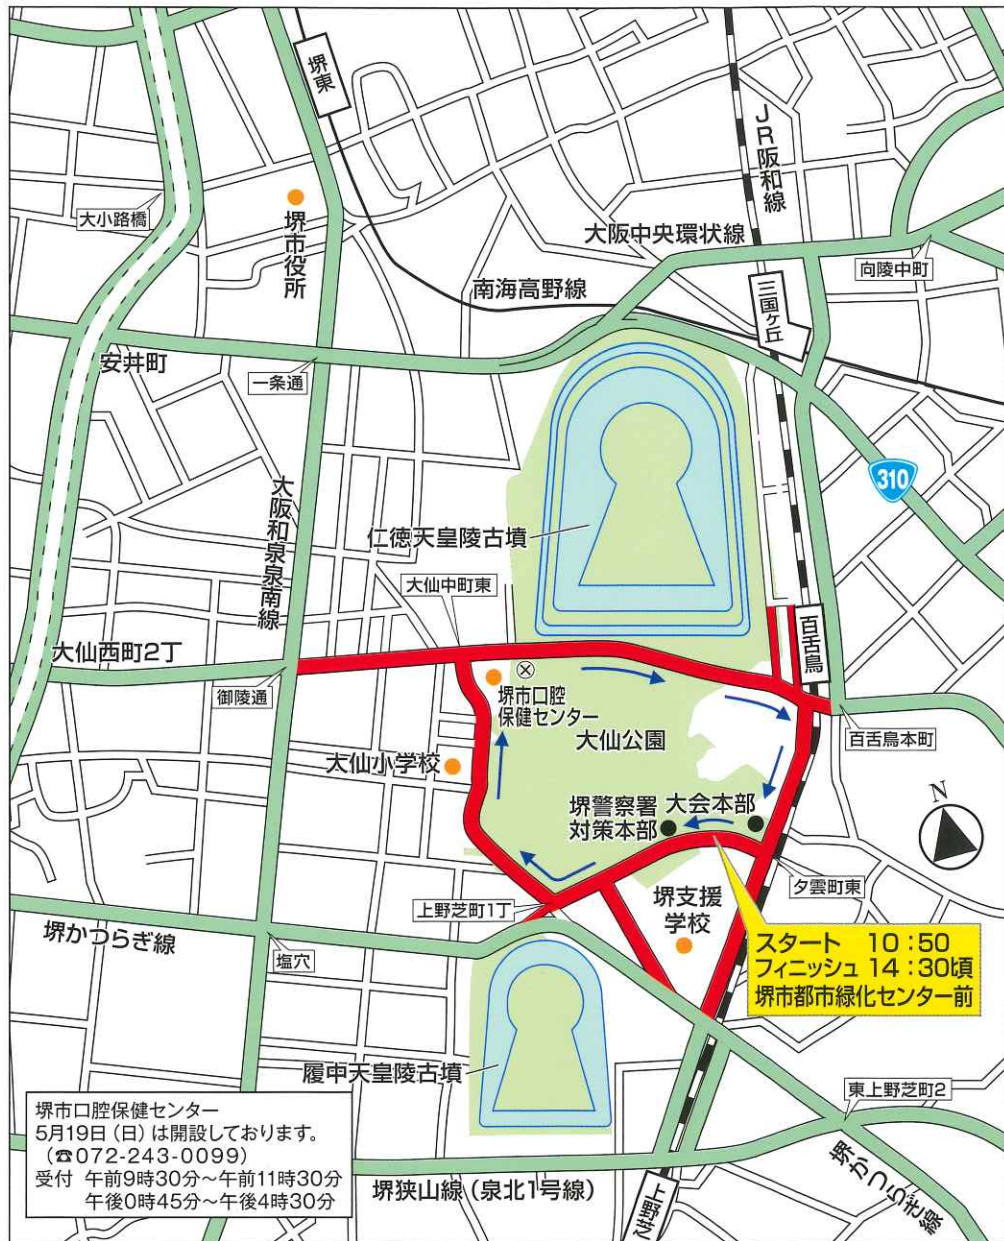 堺東
JR阪和線
大小路橋
堺市役所
大阪中央環状線
向陵中町
南海高野線
三国ヶ丘
安井町
一条通
310
大阪和泉泉南線
仁徳天皇陵古墳
大仙中町東
百舌鳥
大仙西町2丁
御陵通
堺市口腔
保健センター
大仙公園
百舌鳥本町
大仙小学校
堺警察署
対策本部
大会本部
N
夕雲町東
上野芝町1丁
堺支援
学校
スタート 10:50
フィニッシュ 14:30頃
堺市都市緑化センター前
堺かつらぎ線
塩穴
履中天皇陵古墳
東上野芝町2
堺市口腔保健センター
5月19日(日)は開設しております。
(☎072-243-0099)
受付 午前9時30分~午前11時30分
午後0時45分~午後4時30分
堺狭山線(泉北1号線)
上野芝
堺かつらぎ線